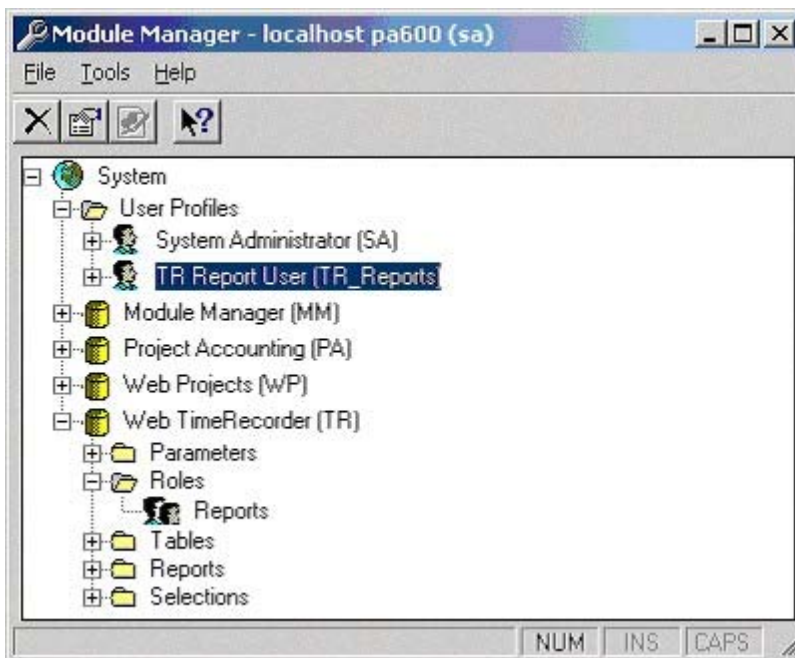 Module Manager - localhost pa600 (sa)
File Tools Help
System
User Profiles
System Administrator (SA)
TR Report User (TR_Reports)
Module Manager (MM)
Project Accounting (PA)
Web Projects (WP)
Web TimeRecorder (TR)
Parameters
Roles
Reports
Tables
Reports
Selections
NUM INS CAPS